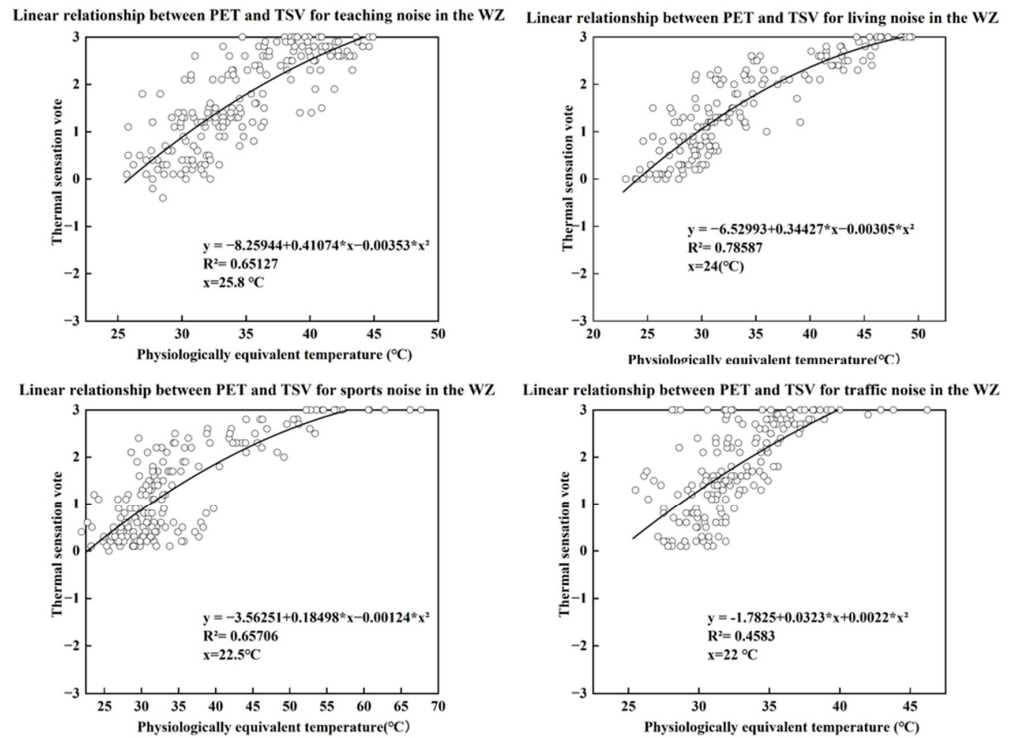 Linear relationship between PET and TSV for teaching noise in the WZ
3
2
1
0
−1
−2
−3
Thermal sensation vote
y = −8.25944+0.41074*x−0.00353*x²
R²= 0.65127
x=25.8 °C
25 30 35 40 45 50
Physiologically equivalent temperature (°C)
Linear relationship between PET and TSV for living noise in the WZ
3
2
1
0
−1
−2
−3
Thermal sensation vote
y = −6.52993+0.34427*x−0.00305*x²
R²= 0.78587
x=24(°C)
20 25 30 35 40 45 50
Physiologically equivalent temperature(°C)
Linear relationship between PET and TSV for sports noise in the WZ
3
2
1
0
−1
−2
−3
Thermal sensation vote
y = −3.56251+0.18498*x−0.00124*x²
R²= 0.65706
x=22.5°C
25 30 35 40 45 50 55 60 65 70
Physiologically equivalent temperature(°C)
Linear relationship between PET and TSV for traffic noise in the WZ
3
2
1
0
−1
−2
−3
Thermal sensation vote
y = -1.7825+0.0323*x+0.0022*x²
R²= 0.4583
x=22 °C
25 30 35 40 45
Physiologically equivalent temperature (°C)